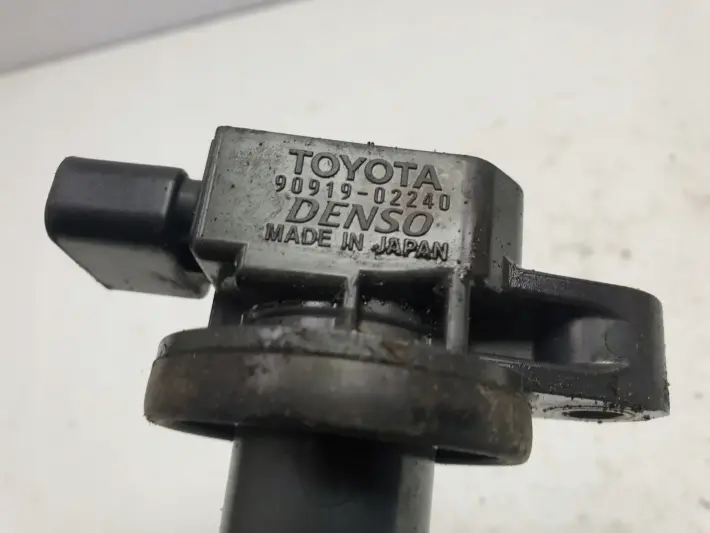 TOYOTA
90919-02240
DENSO
MADE IN JAPAN